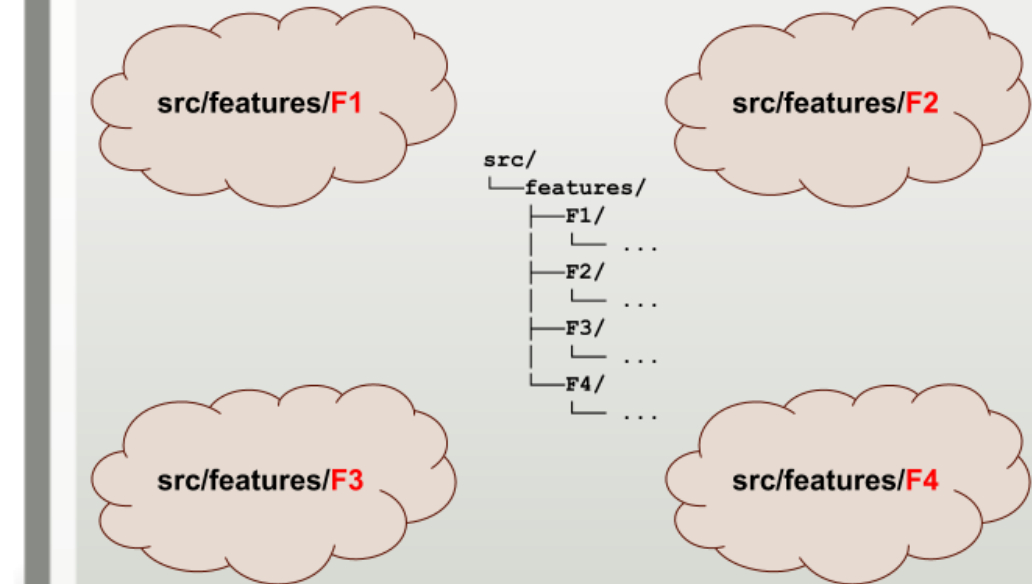 src/features/F1
src/features/F2
src/
└──features/
   ├──F1/
   │  └── ...
   ├──F2/
   │  └── ...
   ├──F3/
   │  └── ...
   └──F4/
      └── ...
src/features/F3
src/features/F4